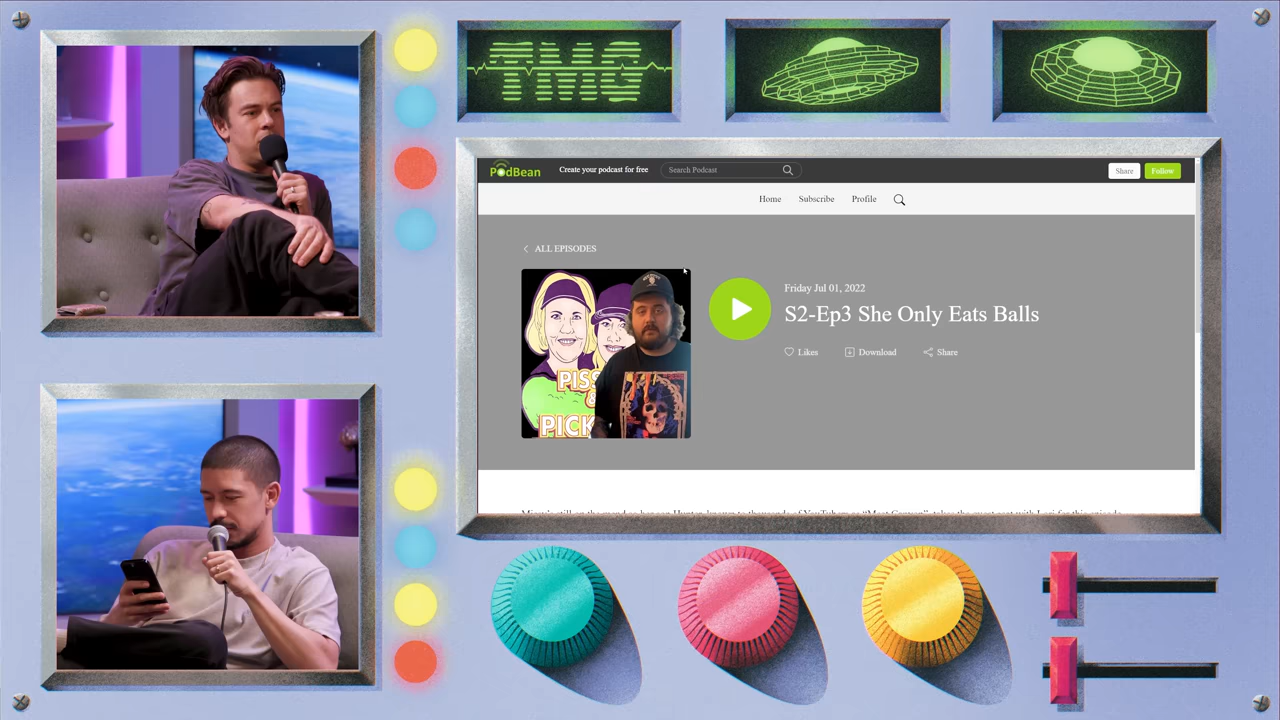 TMG
PodBean
Create your podcast for free
Search Podcast
Share
Follow
Home
Subscribe
Profile
ALL EPISODES
PISS
&
PICK
Friday Jul 01, 2022
S2-Ep3 She Only Eats Balls
Likes
Download
Share